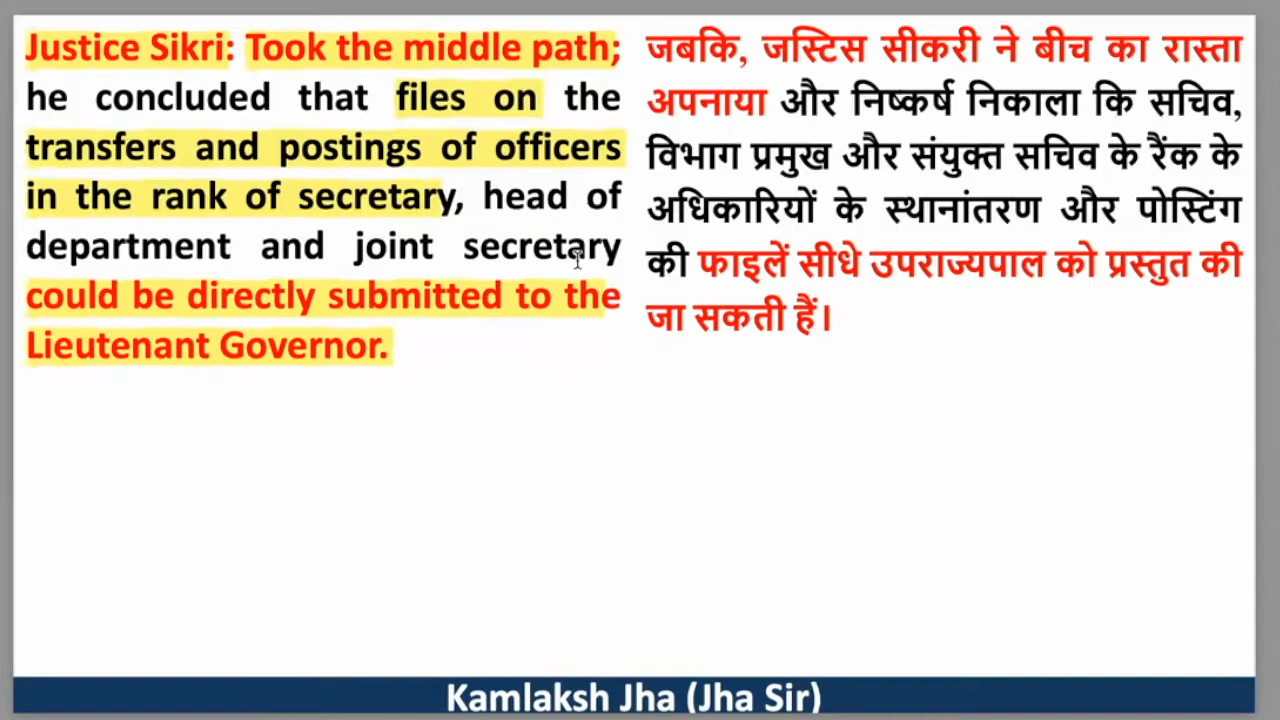 Justice Sikri: Took the middle path;
he concluded that files on the
transfers and postings of officers
in the rank of secretary, head of
department and joint secretary
could be directly submitted to the
Lieutenant Governor.
जबकि, जस्टिस सीकरी ने बीच का रास्ता
अपनाया और निष्कर्ष निकाला कि सचिव,
विभाग प्रमुख और संयुक्त सचिव के रैंक के
अधिकारियों के स्थानांतरण और पोस्टिंग
की फाइलें सीधे उपराज्यपाल को प्रस्तुत की
जा सकती हैं।
Kamlaksh Jha (Jha Sir)